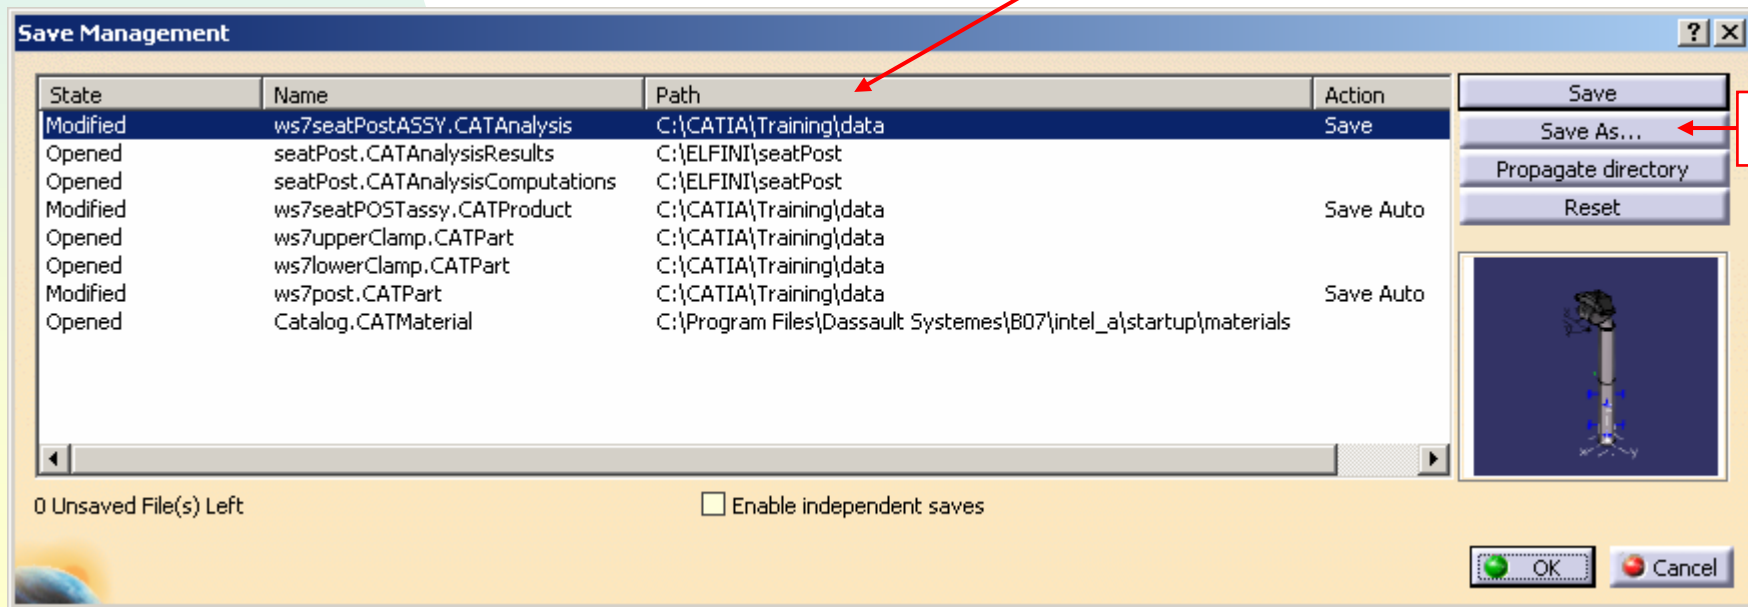 Save Management
State Name Path Action
Modified ws7seatPostASSY.CATAnalysis C:\CATIA\Training\data Save
Opened seatPost.CATAnalysisResults C:\ELFINI\seatPost
Opened seatPost.CATAnalysisComputations C:\ELFINI\seatPost
Modified ws7seatPOSTassy.CATProduct C:\CATIA\Training\data Save Auto
Opened ws7upperClamp.CATPart C:\CATIA\Training\data
Opened ws7lowerClamp.CATPart C:\CATIA\Training\data
Modified ws7post.CATPart C:\CATIA\Training\data Save Auto
Opened Catalog.CATMaterial C:\Program Files\Dassault Systemes\B07\intel_a\startup\materials
Save
Save As...
Propagate directory
Reset
0 Unsaved File(s) Left
Enable independent saves
OK
Cancel